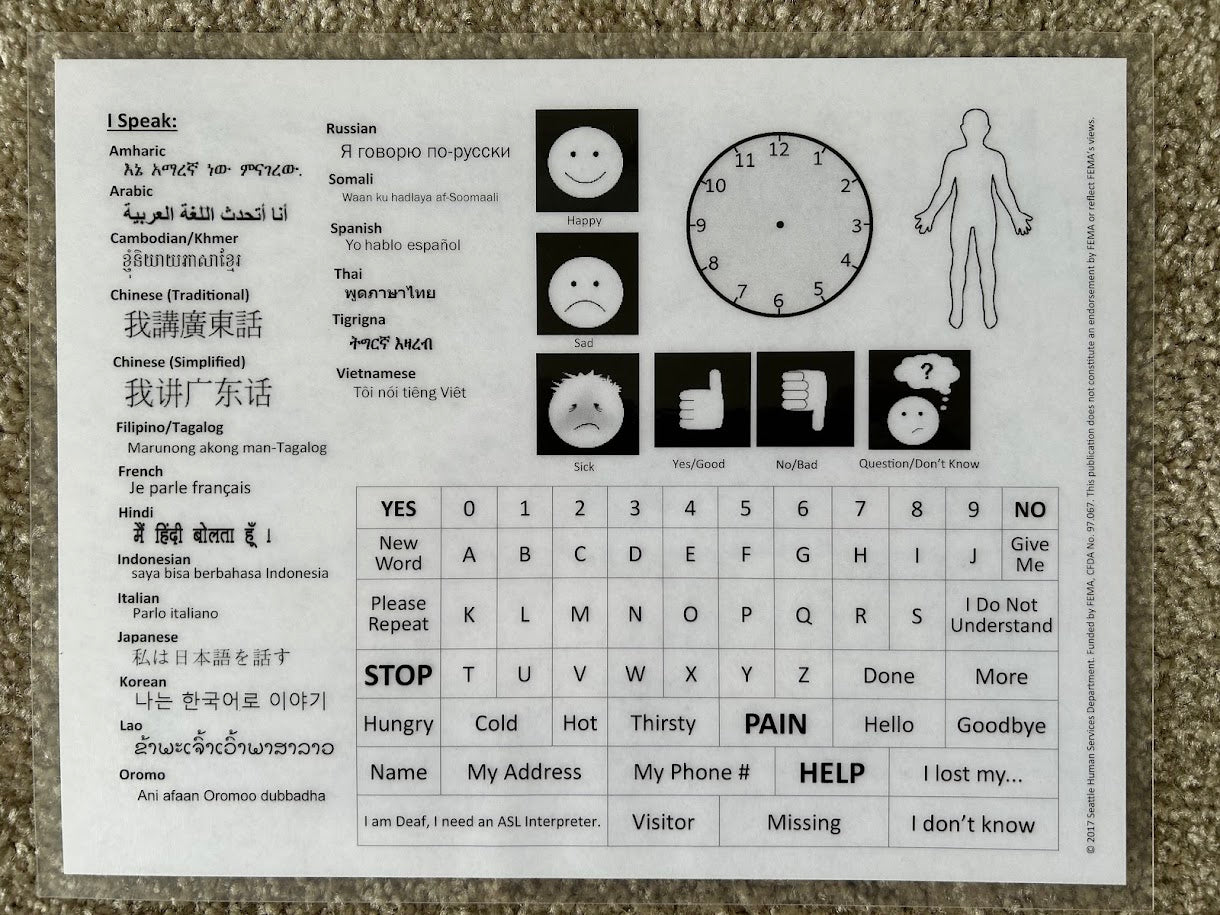 I Speak:
Amharic
እኔ አማረኛ ነው ምናገረው.
Arabic
أنا أتحدث اللغة العربية
Cambodian/Khmer
ខ្ញុំនិយាយភាសាខ្មែរ
Chinese (Traditional)
我講廣東話
Chinese (Simplified)
我讲广东话
Filipino/Tagalog
Marunong akong man-Tagalog
French
Je parle français
Hindi
मैं हिंदी बोलता हूँ ।
Indonesian
saya bisa berbahasa Indonesia
Italian
Parlo italiano
Japanese
私は日本語を話す
Korean
나는 한국어로 이야기
Lao
ຂ້າພະເຈົ້າເວົ້າພາສາລາວ
Oromo
Ani afaan Oromoo dubbadha
Russian
Я говорю по-русски
Somali
Waan ku hadlaya af-Soomaali
Spanish
Yo hablo español
Thai
พูดภาษาไทย
Tigrigna
ትግርኛ እዛረብ
Vietnamese
Tôi nói tiêng Viêt
Happy
Sad
Sick
12
1
2
3
4
5
6
7
8
9
10
11
?
Yes/Good
No/Bad
Question/Don't Know
YES 0 1 2 3 4 5 6 7 8 9 NO
New Word A B C D E F G H I J Give Me
Please Repeat K L M N O P Q R S I Do Not Understand
STOP T U V W X Y Z Done More
Hungry Cold Hot Thirsty PAIN Hello Goodbye
Name My Address My Phone # HELP I lost my...
I am Deaf, I need an ASL Interpreter. Visitor Missing I don't know
© 2017 Seattle Human Services Department. Funded by FEMA, CFDA No. 97.067. This publication does not constitute an endorsement by FEMA or reflect FEMA's views.